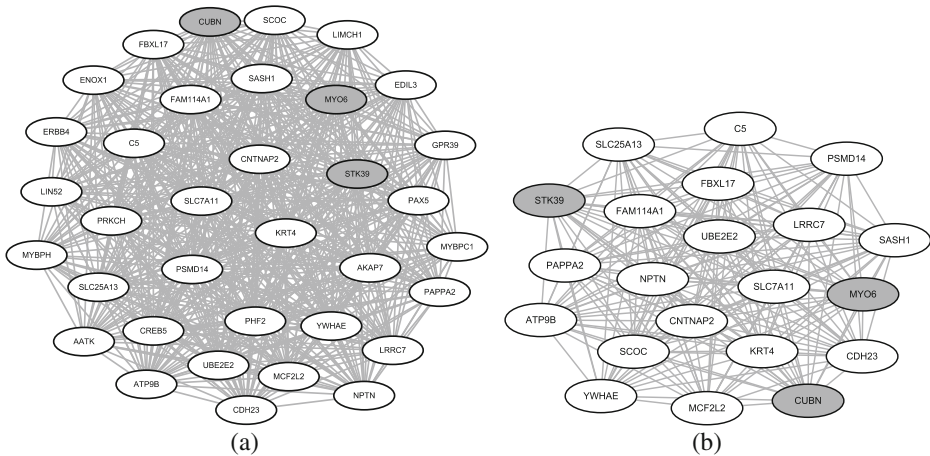 CUBN
SCOC
LIMCH1
FBXL17
ENOX1
SASH1
EDIL3
FAM114A1
MYO6
ERBB4
C5
GPR39
CNTNAP2
STK39
LIN52
SLC7A11
PAX5
PRKCH
KRT4
MYBPH
MYBPC1
PSMD14
AKAP7
SLC25A13
PAPPA2
CREB5
PHF2
YWHAE
AATK
LRRC7
UBE2E2
MCF2L2
ATP9B
NPTN
CDH23
(a)
C5
SLC25A13
PSMD14
FBXL17
STK39
FAM114A1
LRRC7
UBE2E2
SASH1
PAPPA2
NPTN
SLC7A11
MYO6
ATP9B
CNTNAP2
SCOC
KRT4
CDH23
YWHAE
MCF2L2
CUBN
(b)